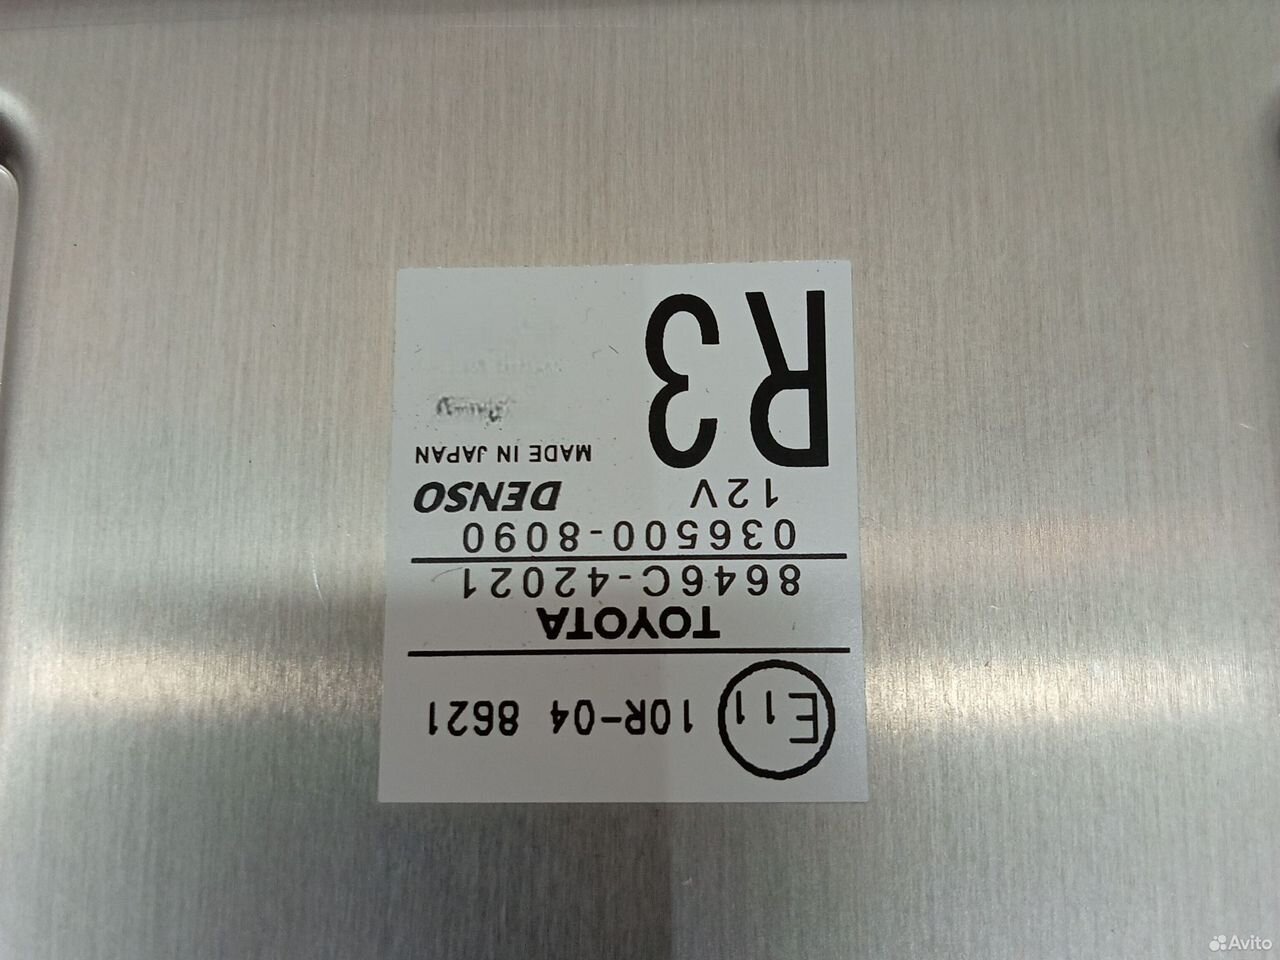 E11 10R-04 8621
TOYOTA
8646C-42021
036500-8090
12V DENSO
MADE IN JAPAN
R3
Avito